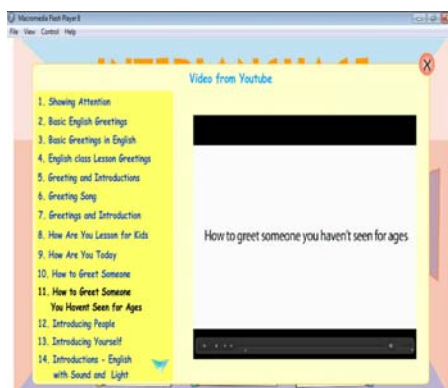 Macromedia Flash Player 8
File View Control Help
INTERLANGUAGE
Video from Youtube
X
1. Showing Attention
2. Basic English Greetings
3. Basic Greetings in English
4. English class Lesson Greetings
5. Greeting and Introductions
6. Greeting Song
7. Greetings and Introduction
8. How Are You Lesson for Kids
9. How Are You Today
10. How to Greet Someone
11. How to Greet Someone
You Havent Seen for Ages
12. Introducing People
13. Introducing Yourself
14. Introductions - English
with Sound and Light
How to greet someone you haven't seen for ages